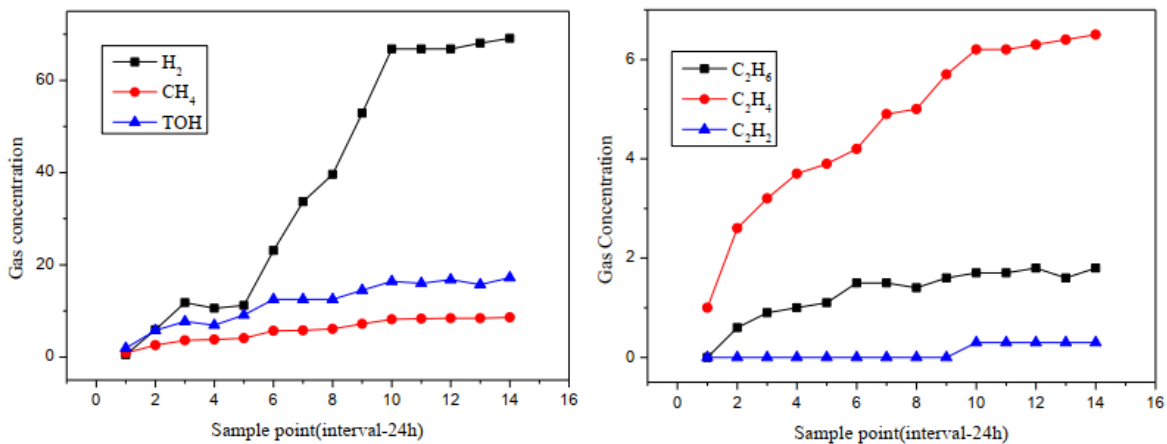 H₂
CH₄
TOH
60
40
20
0
Gas concentration
0 2 4 6 8 10 12 14 16
Sample point(interval-24h)
C₂H₆
C₂H₄
C₂H₂
6
4
2
0
Gas Concentration
0 2 4 6 8 10 12 14 16
Sample point(interval-24h)